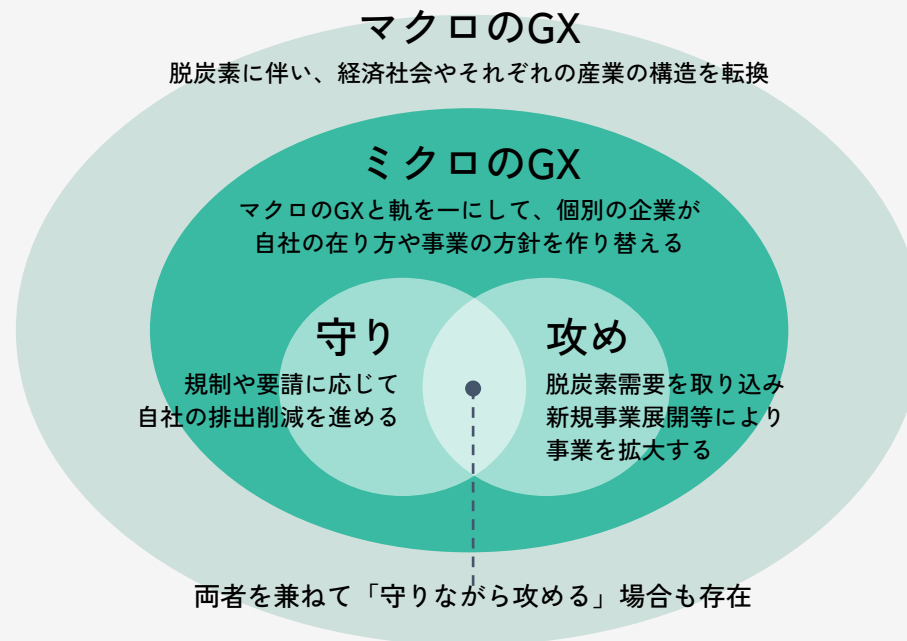 マクロのGX
脱炭素に伴い、経済社会やそれぞれの産業の構造を転換
ミクロのGX
マクロのGXと軌を一にして、個別の企業が
自社の在り方や事業の方針を作り替える
守り
規制や要請に応じて
自社の排出削減を進める
攻め
脱炭素需要を取り込み
新規事業展開等により
事業を拡大する
両者を兼ねて「守りながら攻める」場合も存在